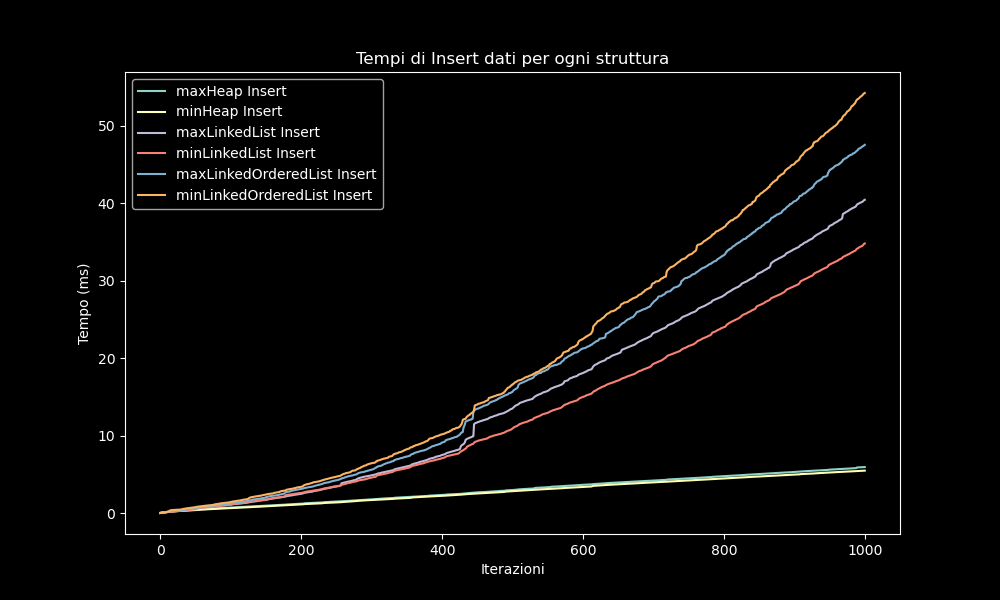 Tempi di Insert dati per ogni struttura
maxHeap Insert
minHeap Insert
maxLinkedList Insert
minLinkedList Insert
maxLinkedOrderedList Insert
minLinkedOrderedList Insert
50
40
30
20
10
0
Tempo (ms)
0 200 400 600 800 1000
Iterazioni